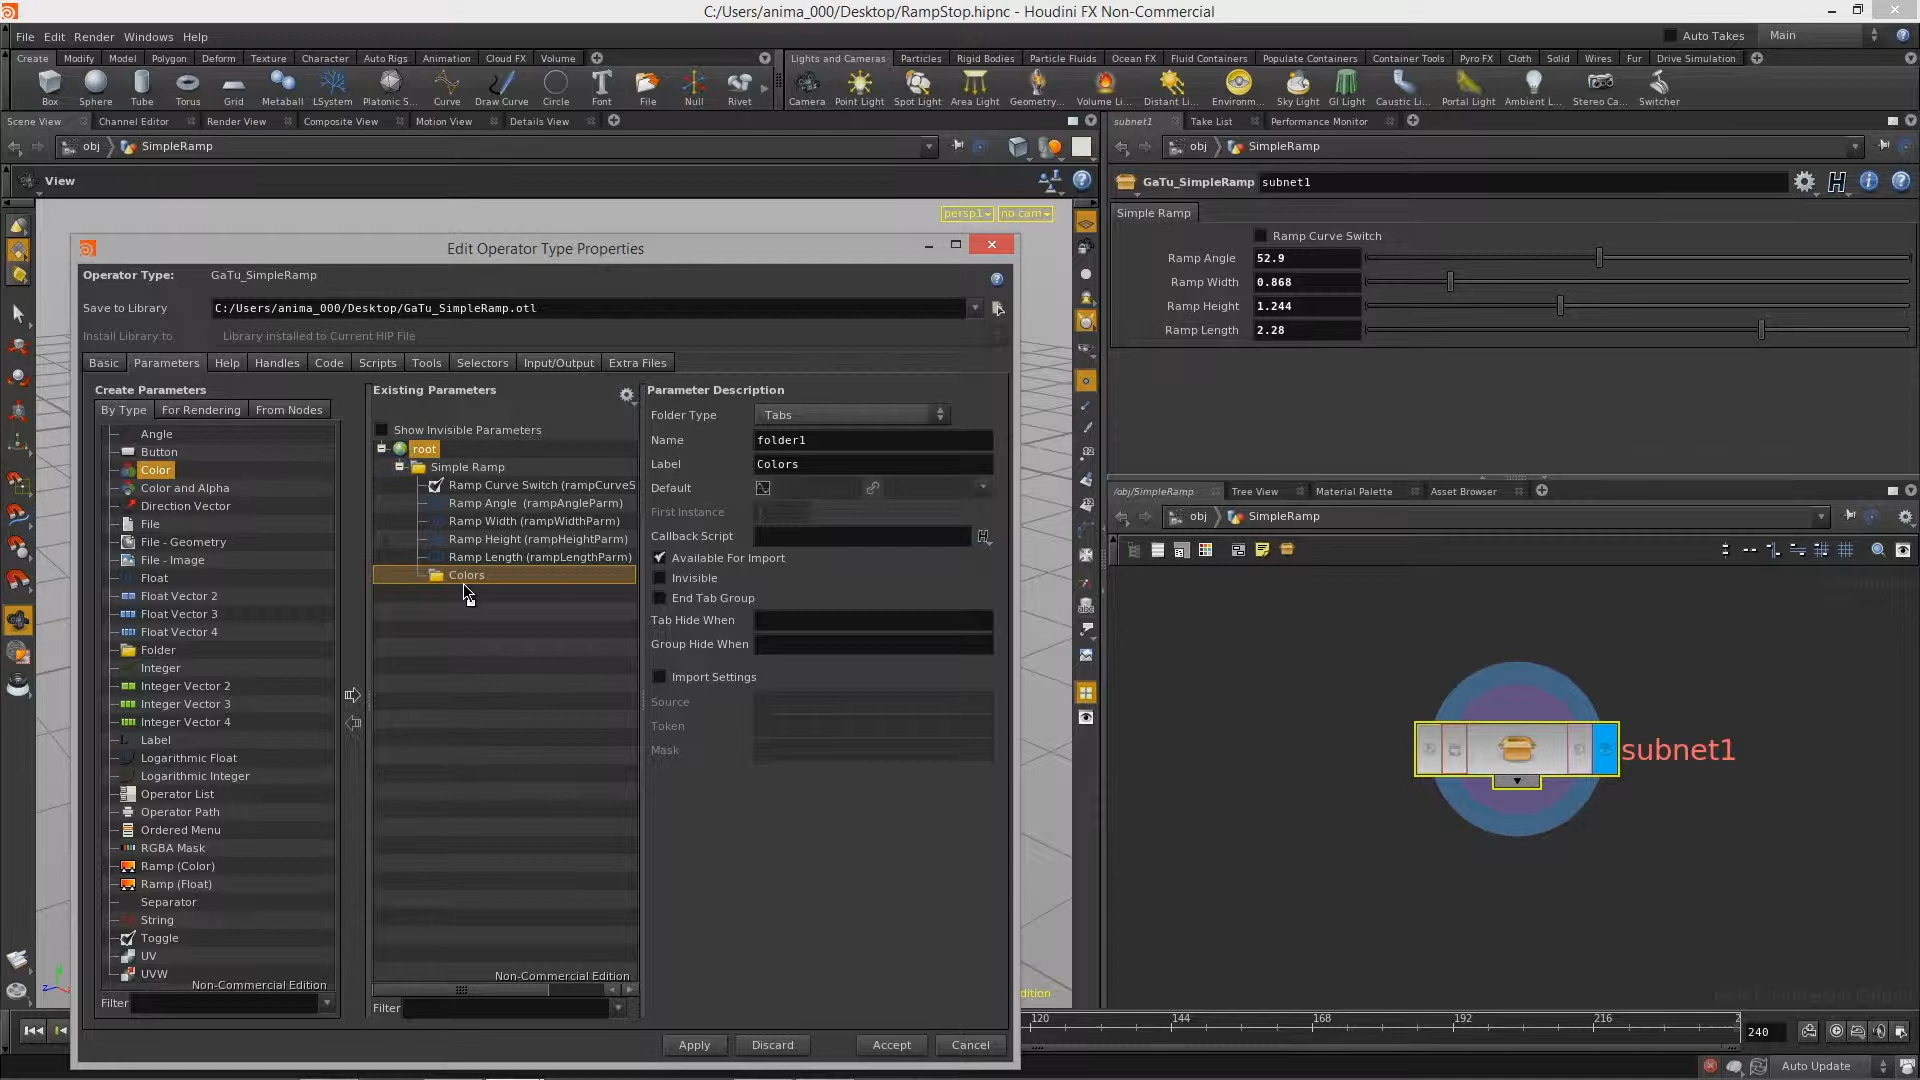 C:/Users/anima_000/Desktop/RampStop.hipnc - Houdini FX Non-Commercial
File Edit Render Windows Help
Auto Takes Main
Create Modify Model Polygon Deform Texture Character Auto Rigs Animation Cloud FX Volume
Lights and Cameras Particles Rigid Bodies Particle Fluids Ocean FX Fluid Containers Populate Containers Container Tools Pyro FX Cloth Solid Wires Fur Drive Simulation
Box Sphere Tube Torus Grid Metaball LSystem Platonic S... Curve Draw Curve Circle Font File Null Rivet
Camera Point Light Spot Light Area Light Geometry... Volume Li... Distant Li... Environm... Sky Light GI Light Caustic Li... Portal Light Ambient L... Stereo Ca... Switcher
Scene View Channel Editor Render View Composite View Motion View Details View
subnet1 Take List Performance Monitor
obj SimpleRamp
obj SimpleRamp
View
GaTu_SimpleRamp subnet1
persp1 no cam
Simple Ramp
Ramp Curve Switch
Ramp Angle 52.9
Ramp Width 0.868
Ramp Height 1.244
Ramp Length 2.28
Edit Operator Type Properties
Operator Type: GaTu_SimpleRamp
Save to Library C:/Users/anima_000/Desktop/GaTu_SimpleRamp.otl
Install Library to Library installed to Current HIP File
Basic Parameters Help Handles Code Scripts Tools Selectors Input/Output Extra Files
Create Parameters
By Type For Rendering From Nodes
Angle
Button
Color
Color and Alpha
Direction Vector
File
File - Geometry
File - Image
Float
Float Vector 2
Float Vector 3
Float Vector 4
Folder
Integer
Integer Vector 2
Integer Vector 3
Integer Vector 4
Label
Logarithmic Float
Logarithmic Integer
Operator List
Operator Path
Ordered Menu
RGBA Mask
Ramp (Color)
Ramp (Float)
Separator
String
Toggle
UV
UVW
Non-Commercial Edition
Filter
Existing Parameters
Show Invisible Parameters
root
Simple Ramp
Ramp Curve Switch (rampCurveS
Ramp Angle (rampAngleParm)
Ramp Width (rampWidthParm)
Ramp Height (rampHeightParm)
Ramp Length (rampLengthParm)
Colors
Non-Commercial Edition
Filter
Parameter Description
Folder Type Tabs
Name folder1
Label Colors
Default
First Instance
Callback Script
Available For Import
Invisible
End Tab Group
Tab Hide When
Group Hide When
Import Settings
Source
Token
Mask
Apply Discard Accept Cancel
/obj/SimpleRamp Tree View Material Palette Asset Browser
obj SimpleRamp
subnet1
dition
120 144 168 192 216 2
240
Auto Update